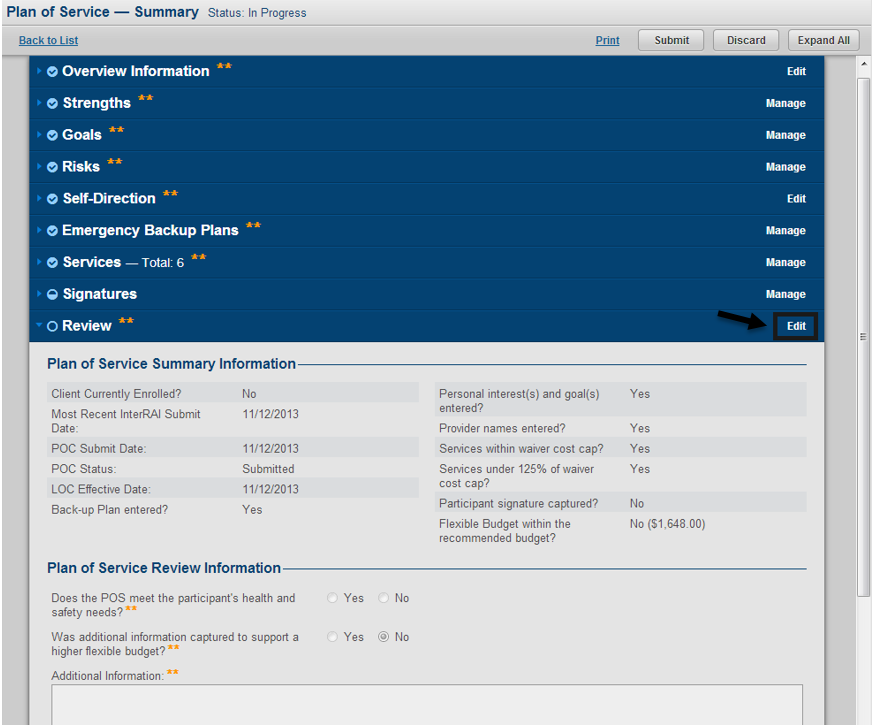 Plan of Service — Summary Status: In Progress
Back to List Print Submit Discard Expand All
Overview Information ** Edit
Strengths ** Manage
Goals ** Manage
Risks ** Manage
Self-Direction ** Edit
Emergency Backup Plans ** Manage
Services — Total: 6 ** Manage
Signatures Manage
Review ** Edit
Plan of Service Summary Information
Client Currently Enrolled? No
Most Recent InterRAI Submit
Date: 11/12/2013
POC Submit Date: 11/12/2013
POC Status: Submitted
LOC Effective Date: 11/12/2013
Back-up Plan entered? Yes
Personal interest(s) and goal(s) Yes
entered?
Provider names entered? Yes
Services within waiver cost cap? Yes
Services under 125% of waiver Yes
cost cap?
Participant signature captured? No
Flexible Budget within the No ($1,648.00)
recommended budget?
Plan of Service Review Information
Does the POS meet the participant's health and Yes No
safety needs? **
Was additional information captured to support a Yes No
higher flexible budget? **
Additional Information: **